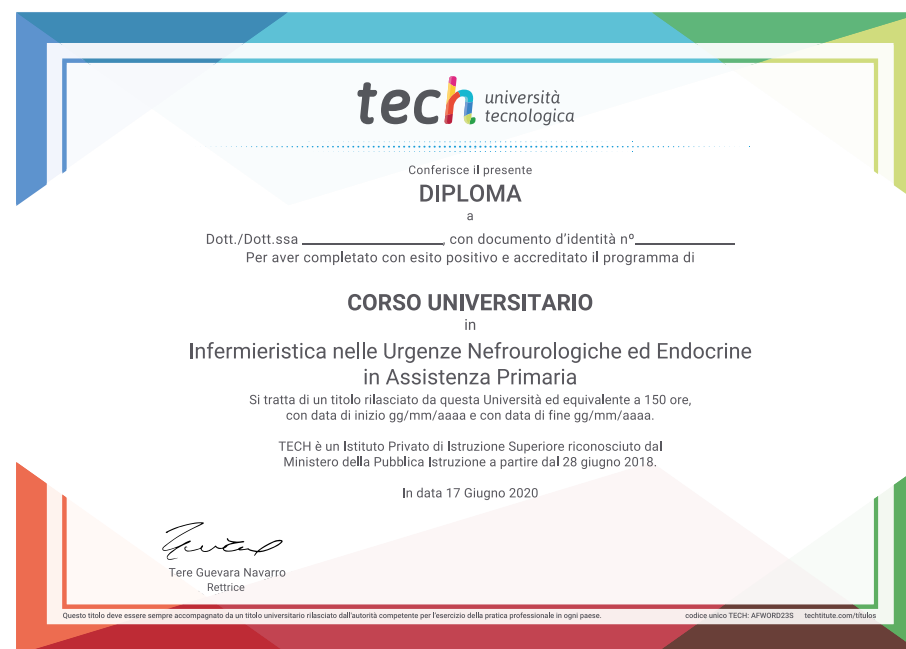 tech università
tecnologica
Conferisce il presente
DIPLOMA
a
Dott./Dott.ssa ____________________, con documento d'identità nº______________
Per aver completato con esito positivo e accreditato il programma di
CORSO UNIVERSITARIO
in
Infermieristica nelle Urgenze Nefrourologiche ed Endocrine
in Assistenza Primaria
Si tratta di un titolo rilasciato da questa Università ed equivalente a 150 ore,
con data di inizio gg/mm/aaaa e con data di fine gg/mm/aaaa.
TECH è un Istituto Privato di Istruzione Superiore riconosciuto dal
Ministero della Pubblica Istruzione a partire dal 28 giugno 2018.
In data 17 Giugno 2020
Tere Guevara Navarro
Rettrice
Questo titolo deve essere sempre accompagnato da un titolo universitario rilasciato dall'autorità competente per l'esercizio della pratica professionale in ogni paese. codice unico TECH: AFWORD23S techtitute.com/titulos